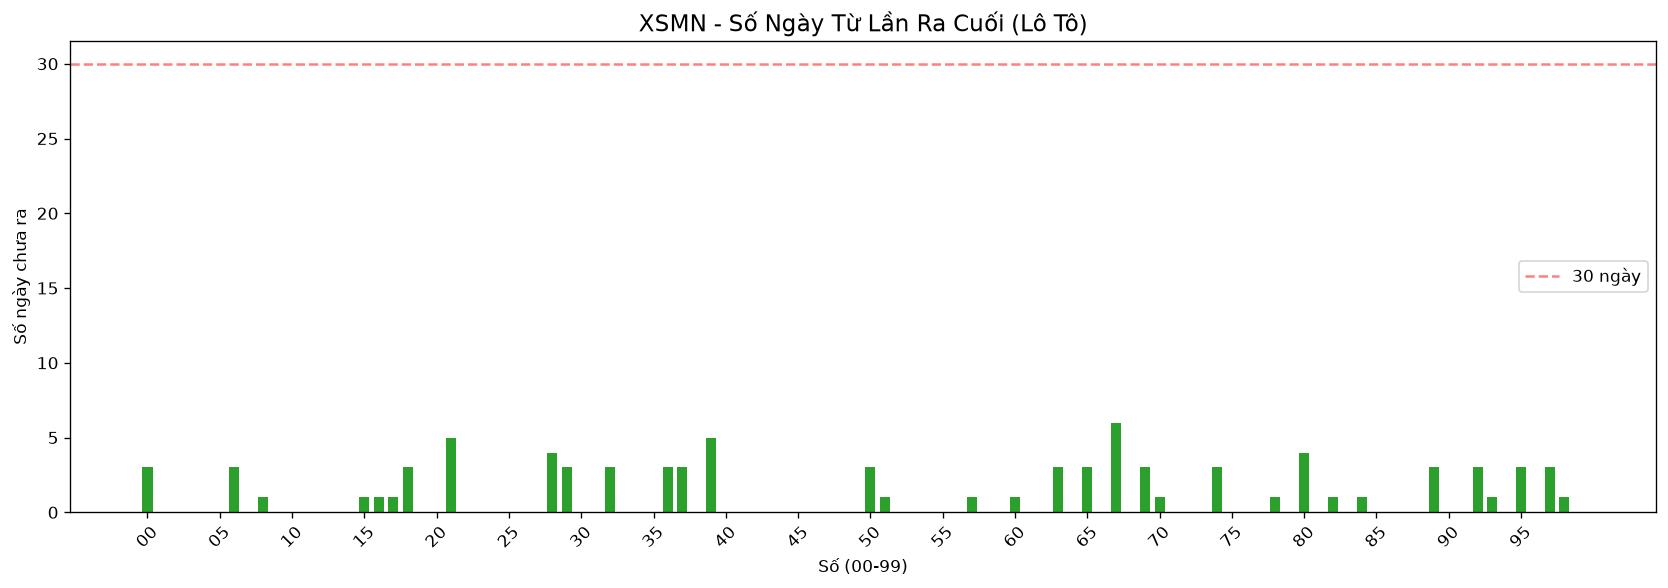 XSMN - Số Ngày Từ Lần Ra Cuối (Lô Tô)
Số ngày chưa ra
30
25
20
15
10
5
0
30 ngày
00 05 10 15 20 25 30 35 40 45 50 55 60 65 70 75 80 85 90 95
Số (00-99)